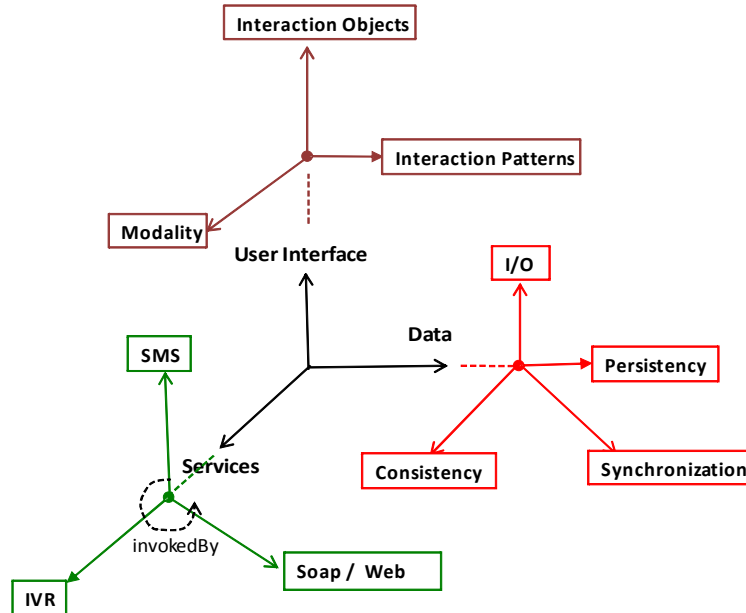 Interaction Objects
Interaction Patterns
Modality
User Interface
I/O
Data
SMS
Persistency
Services
Consistency
Synchronization
invokedBy
Soap / Web
IVR